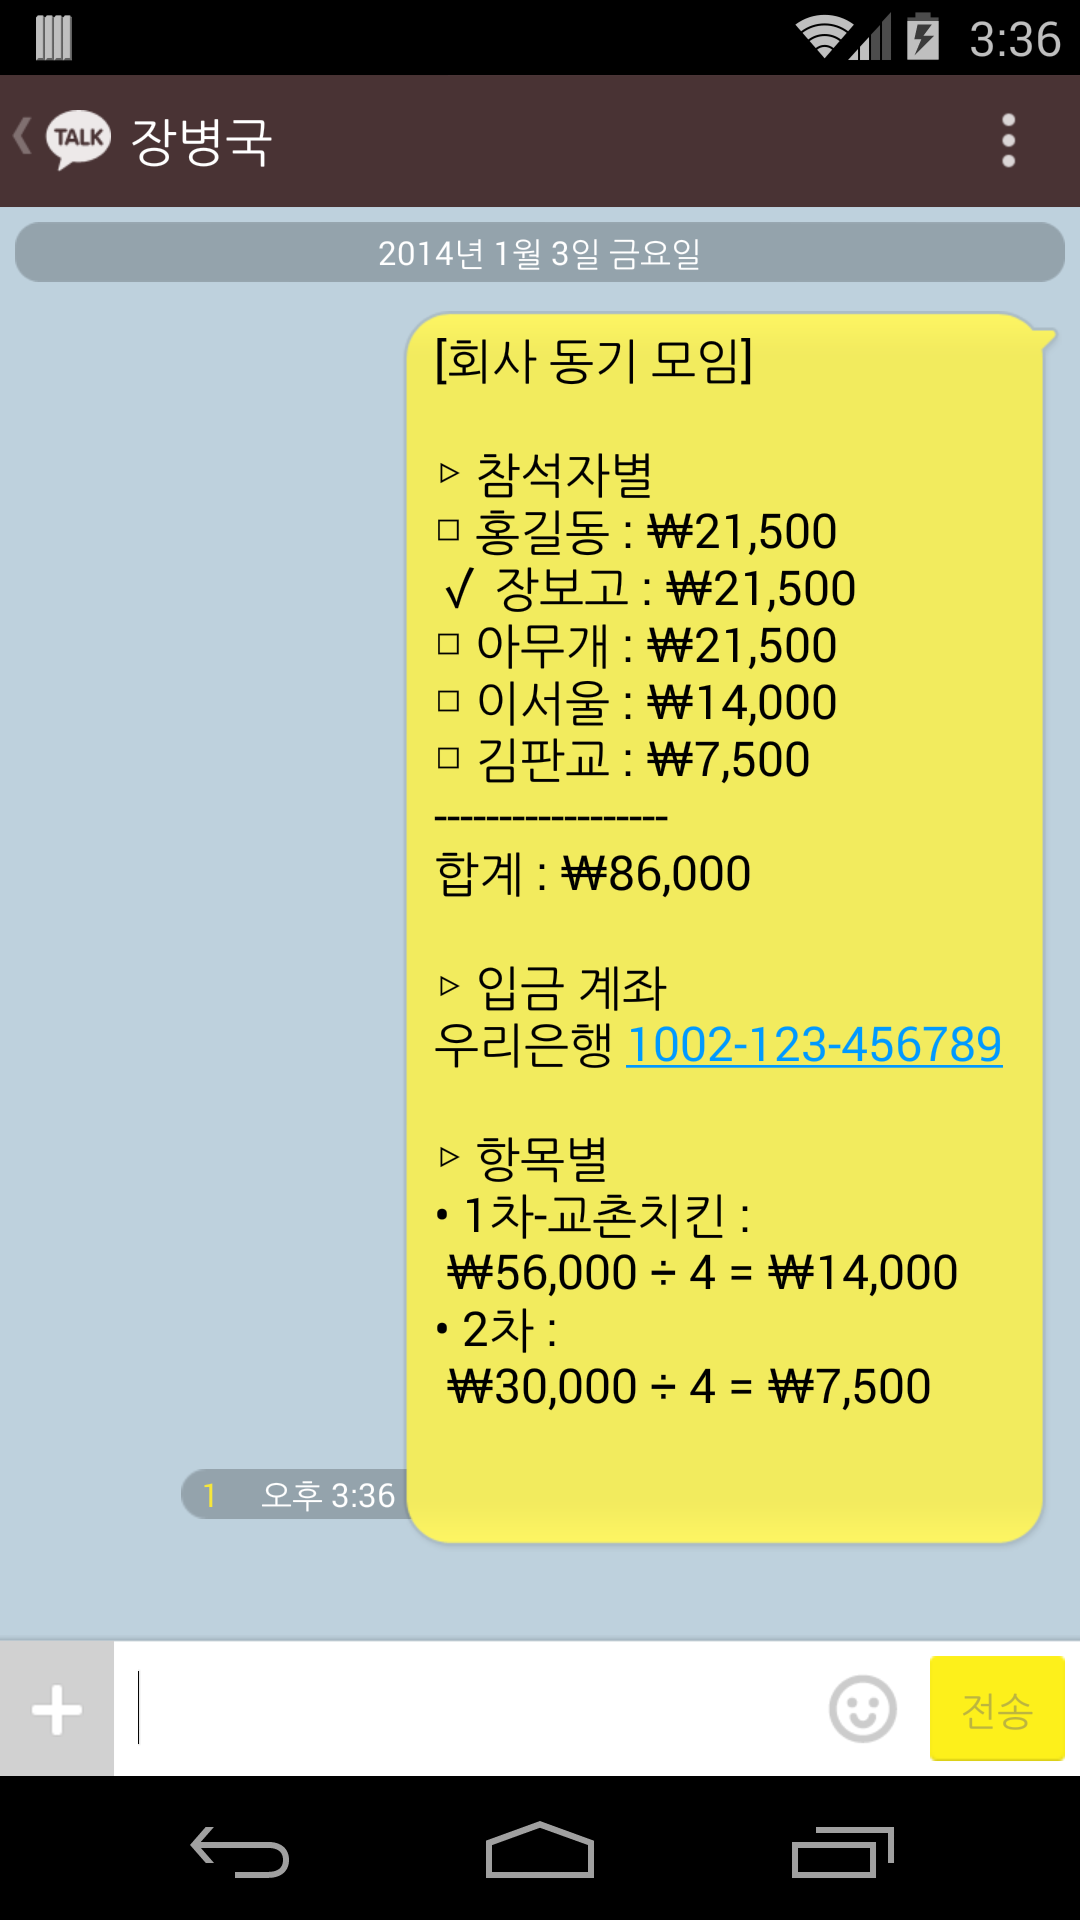 3:36
TALK 장병국
2014년 1월 3일 금요일
[회사 동기 모임]
▷ 참석자별
□ 홍길동 : ₩21,500
√ 장보고 : ₩21,500
□ 아무개 : ₩21,500
□ 이서울 : ₩14,000
□ 김판교 : ₩7,500
------------------
합계 : ₩86,000
▷ 입금 계좌
우리은행 1002-123-456789
▷ 항목별
• 1차-교촌치킨 :
₩56,000 ÷ 4 = ₩14,000
• 2차 :
₩30,000 ÷ 4 = ₩7,500
1 오후 3:36
전송